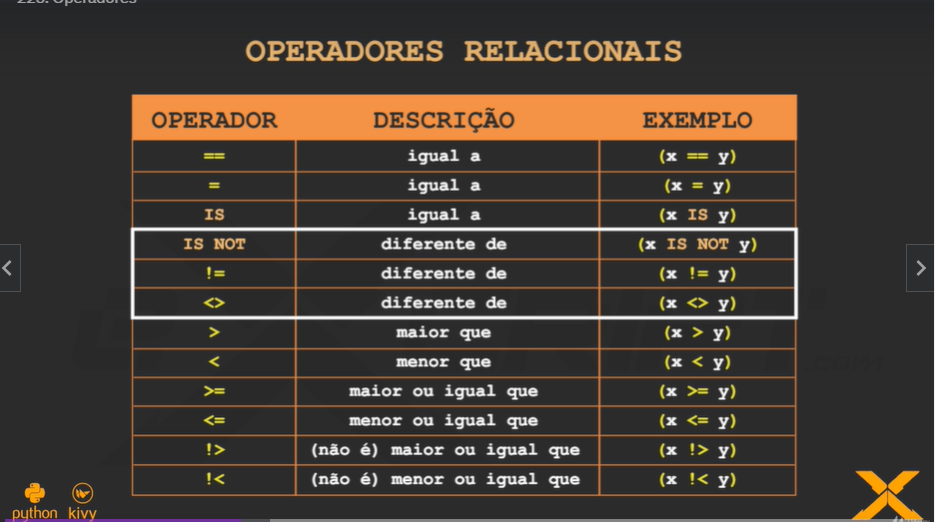 OPERADORES RELACIONAIS
OPERADOR DESCRIÇÃO EXEMPLO
== igual a (x == y)
= igual a (x = y)
IS igual a (x IS y)
IS NOT diferente de (x IS NOT y)
!= diferente de (x != y)
<> diferente de (x <> y)
> maior que (x > y)
< menor que (x < y)
>= maior ou igual que (x >= y)
<= menor ou igual que (x <= y)
!> (não é) maior ou igual que (x !> y)
!< (não é) menor ou igual que (x !< y)
python kivy